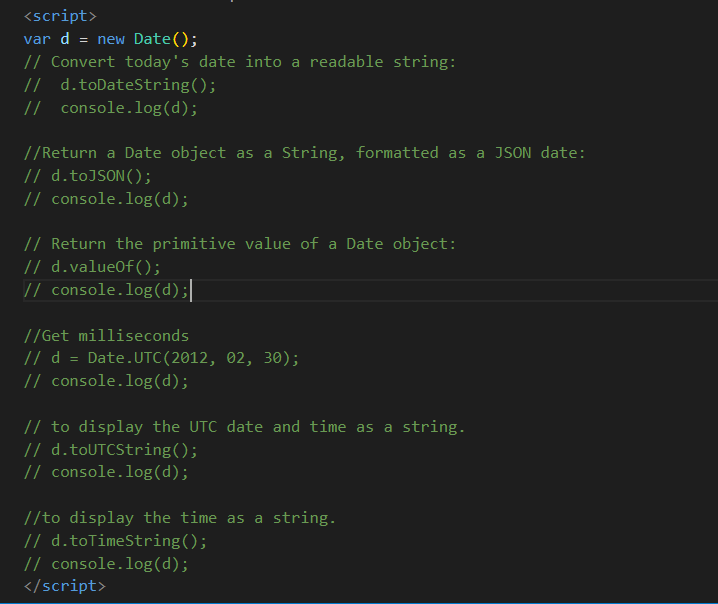 <script>
var d = new Date();
// Convert today's date into a readable string:
//  d.toDateString();
//  console.log(d);

//Return a Date object as a String, formatted as a JSON date:
// d.toJSON();
// console.log(d);

// Return the primitive value of a Date object:
// d.valueOf();
// console.log(d);

//Get milliseconds
// d = Date.UTC(2012, 02, 30);
// console.log(d);

// to display the UTC date and time as a string.
// d.toUTCString();
// console.log(d);

//to display the time as a string.
// d.toTimeString();
// console.log(d);
</script>